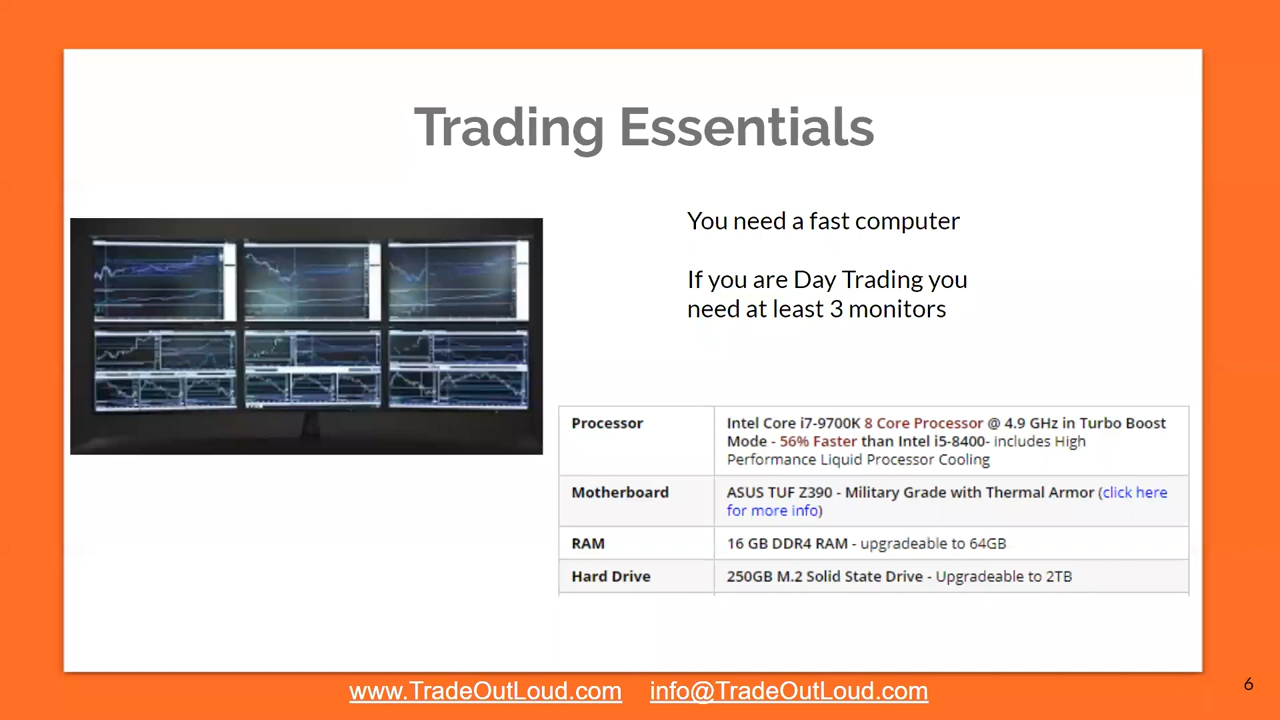 Trading Essentials
You need a fast computer
If you are Day Trading you
need at least 3 monitors
Processor
Intel Core i7-9700K 8 Core Processor @ 4.9 GHz in Turbo Boost
Mode - 56% Faster than Intel i5-8400- includes High
Performance Liquid Processor Cooling
Motherboard
ASUS TUF Z390 - Military Grade with Thermal Armor (click here
for more info)
RAM
16 GB DDR4 RAM - upgradeable to 64GB
Hard Drive
250GB M.2 Solid State Drive - Upgradeable to 2TB
www.TradeOutLoud.com info@TradeOutLoud.com
6